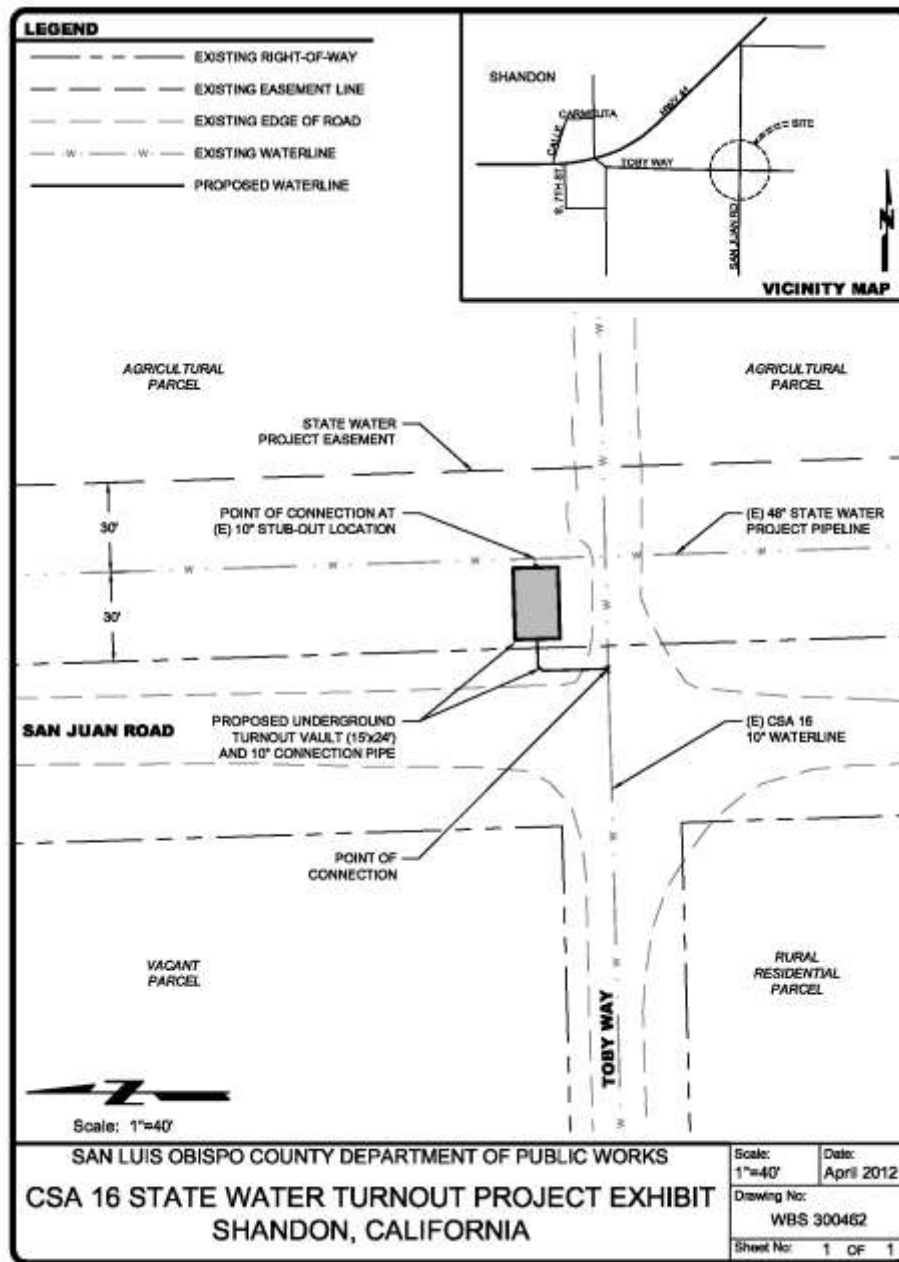 LEGEND
EXISTING RIGHT-OF-WAY
EXISTING EASEMENT LINE
EXISTING EDGE OF ROAD
W W EXISTING WATERLINE
PROPOSED WATERLINE
SHANDON
CALLE
CARMELITA
HWY 41
S. 7TH ST
TOBY WAY
SITE
SAN JUAN RD
N
VICINITY MAP
W
AGRICULTURAL
PARCEL
AGRICULTURAL
PARCEL
STATE WATER
PROJECT EASEMENT
W
POINT OF CONNECTION AT
(E) 10" STUB-OUT LOCATION
(E) 48" STATE WATER
PROJECT PIPELINE
30'
W W W W W
W
30'
SAN JUAN ROAD
PROPOSED UNDERGROUND
TURNOUT VAULT (15'x24')
AND 10" CONNECTION PIPE
(E) CSA 16
10" WATERLINE
W
POINT OF
CONNECTION
VACANT
PARCEL
W
RURAL
RESIDENTIAL
PARCEL
TOBY WAY
W
W
N
Scale: 1"=40'
SAN LUIS OBISPO COUNTY DEPARTMENT OF PUBLIC WORKS
CSA 16 STATE WATER TURNOUT PROJECT EXHIBIT
SHANDON, CALIFORNIA
Scale:
1"=40'
Date:
April 2012
Drawing No:
WBS 300462
Sheet No: 1 OF 1